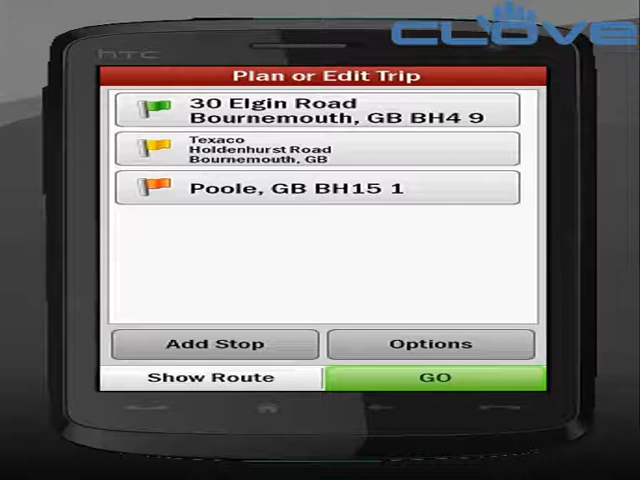 CLOVE
htc
Plan or Edit Trip
30 Elgin Road
Bournemouth, GB BH4 9
Texaco
Holdenhurst Road
Bournemouth, GB
Poole, GB BH15 1
Add Stop
Options
Show Route
GO